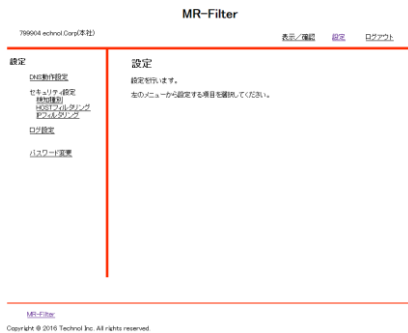 MR-Filter
799904 echnol.Corp(本社)
表示／確認 設定 ログアウト
設定
DNS動作設定
セキュリティ設定
検知種別
HOSTフィルタリング
IPフィルタリング
ログ設定
パスワード変更
設定
設定を行います。
左のメニューから設定する項目を選択してください。
MR-Filter
Copyright © 2016 Technol Inc. All rights reserved.